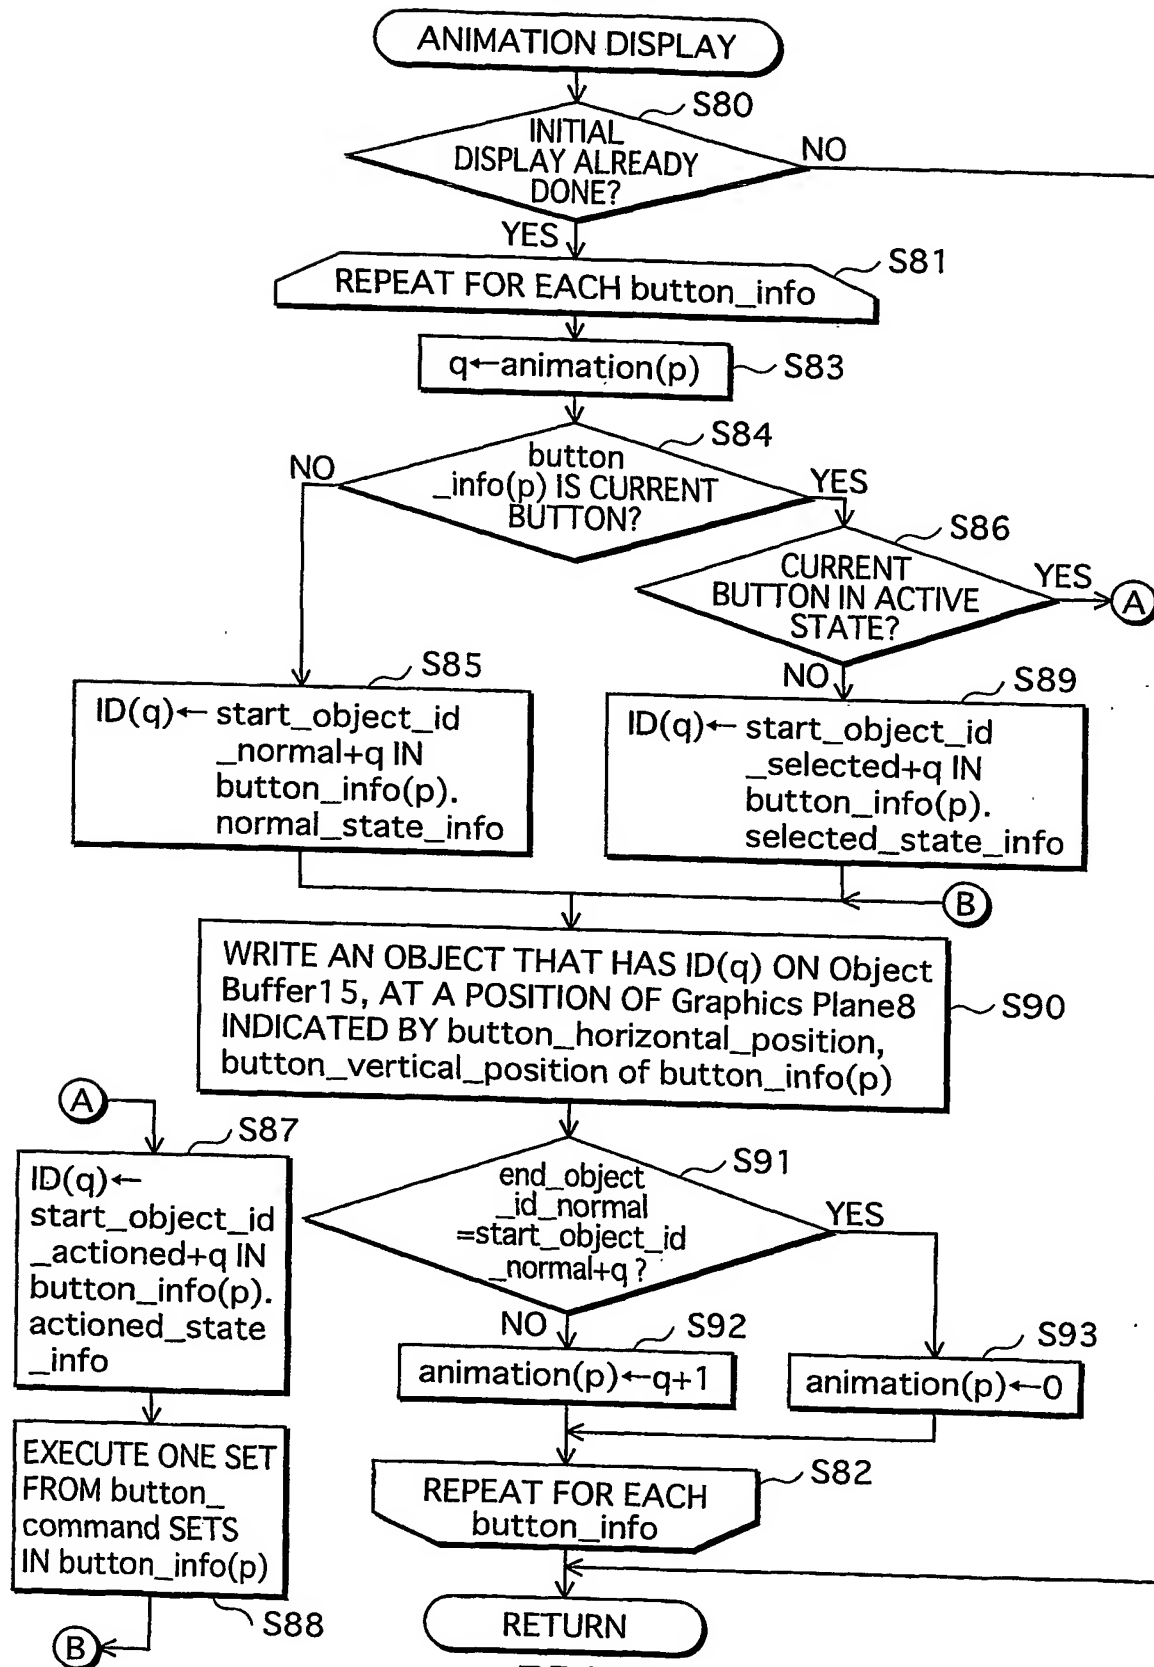 ANIMATION DISPLAY
S80
INITIAL
DISPLAY ALREADY
DONE?
NO
YES
S81
REPEAT FOR EACH button_info
q←animation(p)
S83
S84
button
_info(p) IS CURRENT
BUTTON?
NO
YES
S86
CURRENT
BUTTON IN ACTIVE
STATE?
YES
A
NO
S85
ID(q)← start_object_id
_normal+q IN
button_info(p).
normal_state_info
S89
ID(q)← start_object_id
_selected+q IN
button_info(p).
selected_state_info
B
WRITE AN OBJECT THAT HAS ID(q) ON Object
Buffer15, AT A POSITION OF Graphics Plane8
INDICATED BY button_horizontal_position,
button_vertical_position of button_info(p)
S90
A
S87
ID(q)←
start_object_id
_actioned+q IN
button_info(p).
actioned_state
_info
EXECUTE ONE SET
FROM button_
command SETS
IN button_info(p)
S88
B
S91
end_object
_id_normal
=start_object_id
_normal+q ?
YES
NO
S92
animation(p)←q+1
S93
animation(p)←0
S82
REPEAT FOR EACH
button_info
RETURN